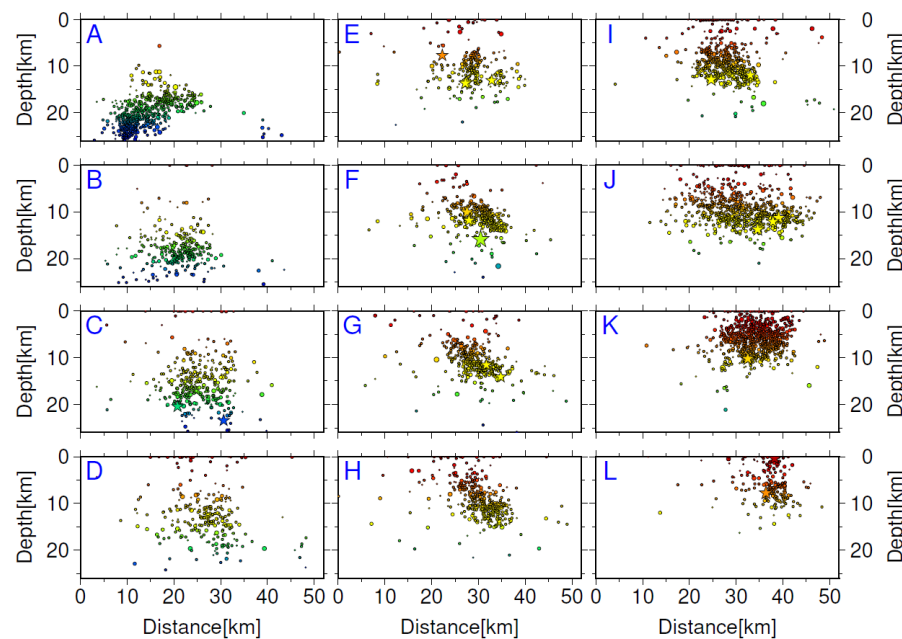 0 A E I 0
10 10
20 20
Depth[km] Depth[km]
0 B F J 0
10 10
20 20
Depth[km] Depth[km]
0 C G K 0
10 10
20 20
Depth[km] Depth[km]
0 D H L 0
10 10
20 20
Depth[km] Depth[km]
0 10 20 30 40 50 0 10 20 30 40 50 0 10 20 30 40 50
Distance[km] Distance[km] Distance[km]